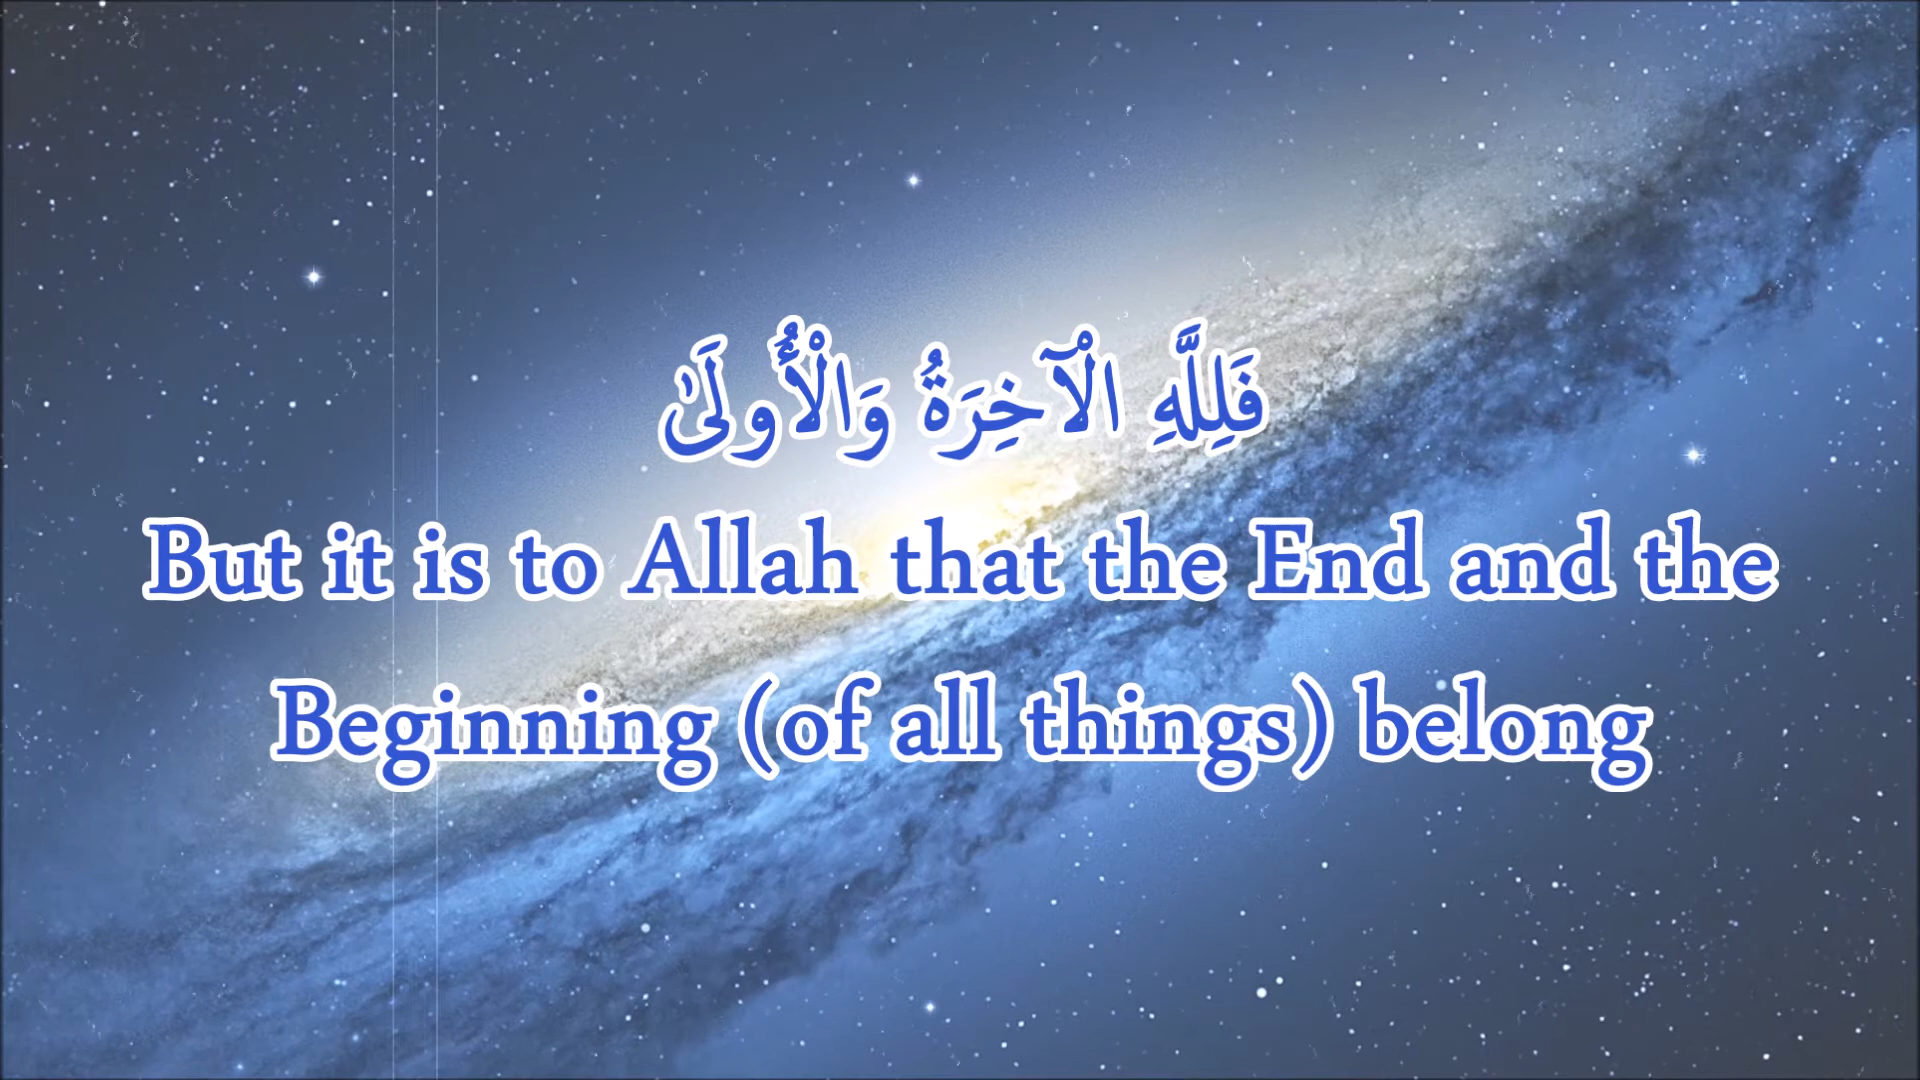 فَلِلَّهِ الْآخِرَةُ وَالْأُولَىٰ
But it is to Allah that the End and the
Beginning (of all things) belong